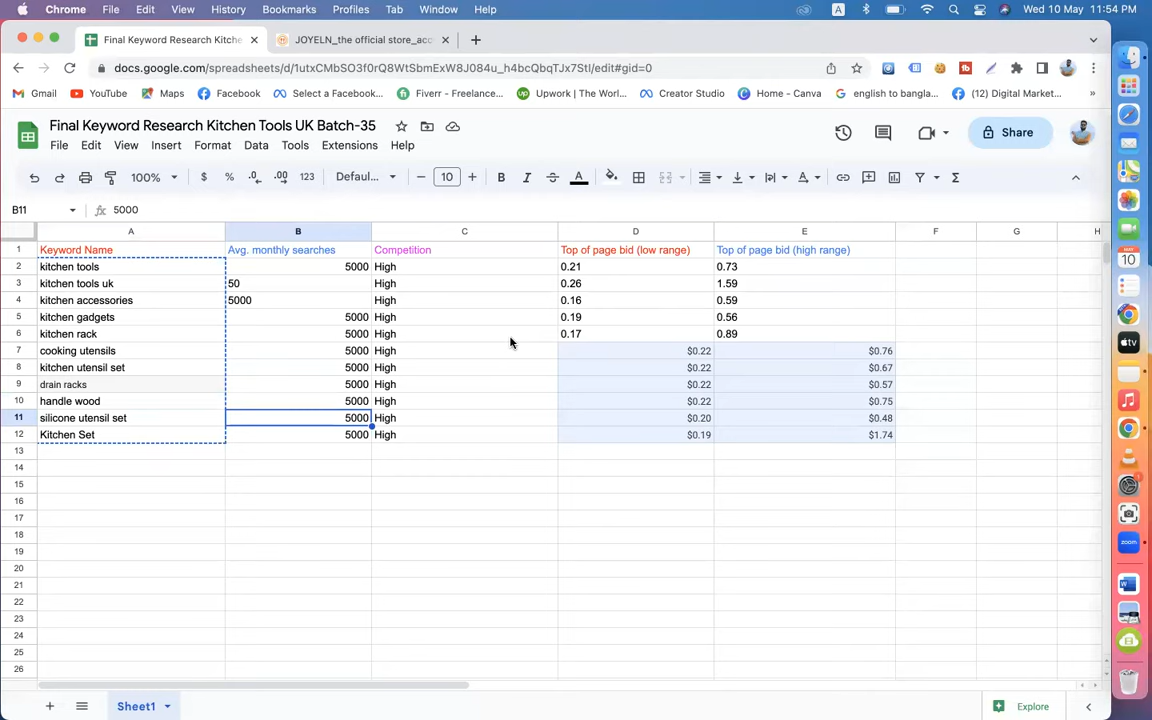 Chrome File Edit View History Bookmarks Profiles Tab Window Help A Wed 10 May 11:54 PM
Final Keyword Research Kitche JOYELN_the official store_acc
docs.google.com/spreadsheets/d/1utxCMbSO3f0rQ8WtSbmExW8J084u_h4bcQbqTJx7StI/edit#gid=0
Gmail YouTube Maps Facebook Select a Facebook... Fiverr - Freelance... Upwork | The Worl... Creator Studio Home - Canva english to bangla... (12) Digital Market... »
Final Keyword Research Kitchen Tools UK Batch-35
Share
File Edit View Insert Format Data Tools Extensions Help
100% $ % .0 .00 123 Defaul... − 10 + B I S A Σ
B11 fx 5000
A B C D E F G H
1 Keyword Name Avg. monthly searches Competition Top of page bid (low range) Top of page bid (high range)
2 kitchen tools 5000 High 0.21 0.73
3 kitchen tools uk 50 High 0.26 1.59
4 kitchen accessories 5000 High 0.16 0.59
5 kitchen gadgets 5000 High 0.19 0.56
6 kitchen rack 5000 High 0.17 0.89
7 cooking utensils 5000 High $0.22 $0.76
8 kitchen utensil set 5000 High $0.22 $0.67
9 drain racks 5000 High $0.22 $0.57
10 handle wood 5000 High $0.22 $0.75
11 silicone utensil set 5000 High $0.20 $0.48
12 Kitchen Set 5000 High $0.19 $1.74
13
14
15
16
17
18
19
20
21
22
23
24
25
26
Sheet1 Explore
MAY
10
tv
zoom
W